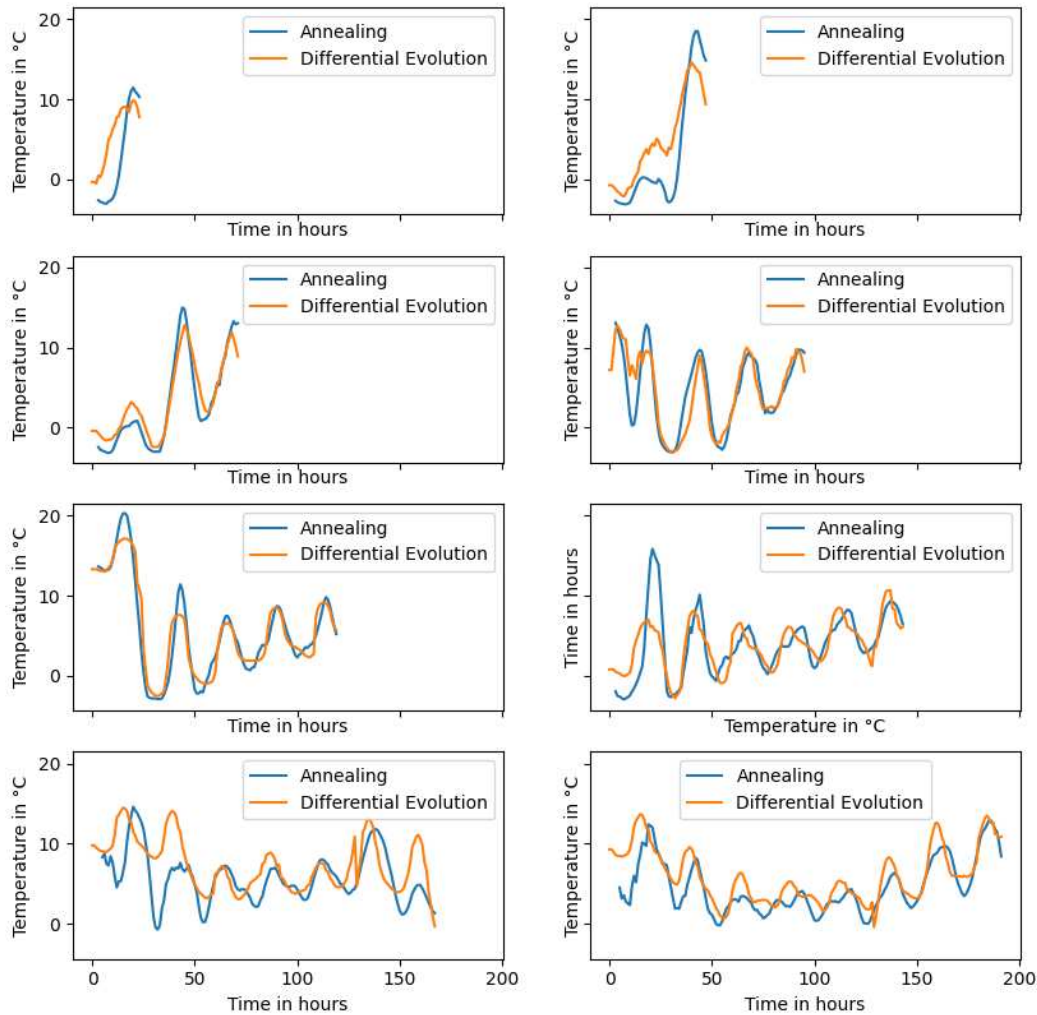 20
10
0
Temperature in °C
Annealing
Differential Evolution
Time in hours
Temperature in °C
Annealing
Differential Evolution
Time in hours
20
10
0
Temperature in °C
Annealing
Differential Evolution
Time in hours
Temperature in °C
Annealing
Differential Evolution
Time in hours
20
10
0
Temperature in °C
Annealing
Differential Evolution
Time in hours
Time in hours
Annealing
Differential Evolution
Temperature in °C
20
10
0
Temperature in °C
Annealing
Differential Evolution
0 50 100 150 200
Time in hours
Temperature in °C
Annealing
Differential Evolution
0 50 100 150 200
Time in hours